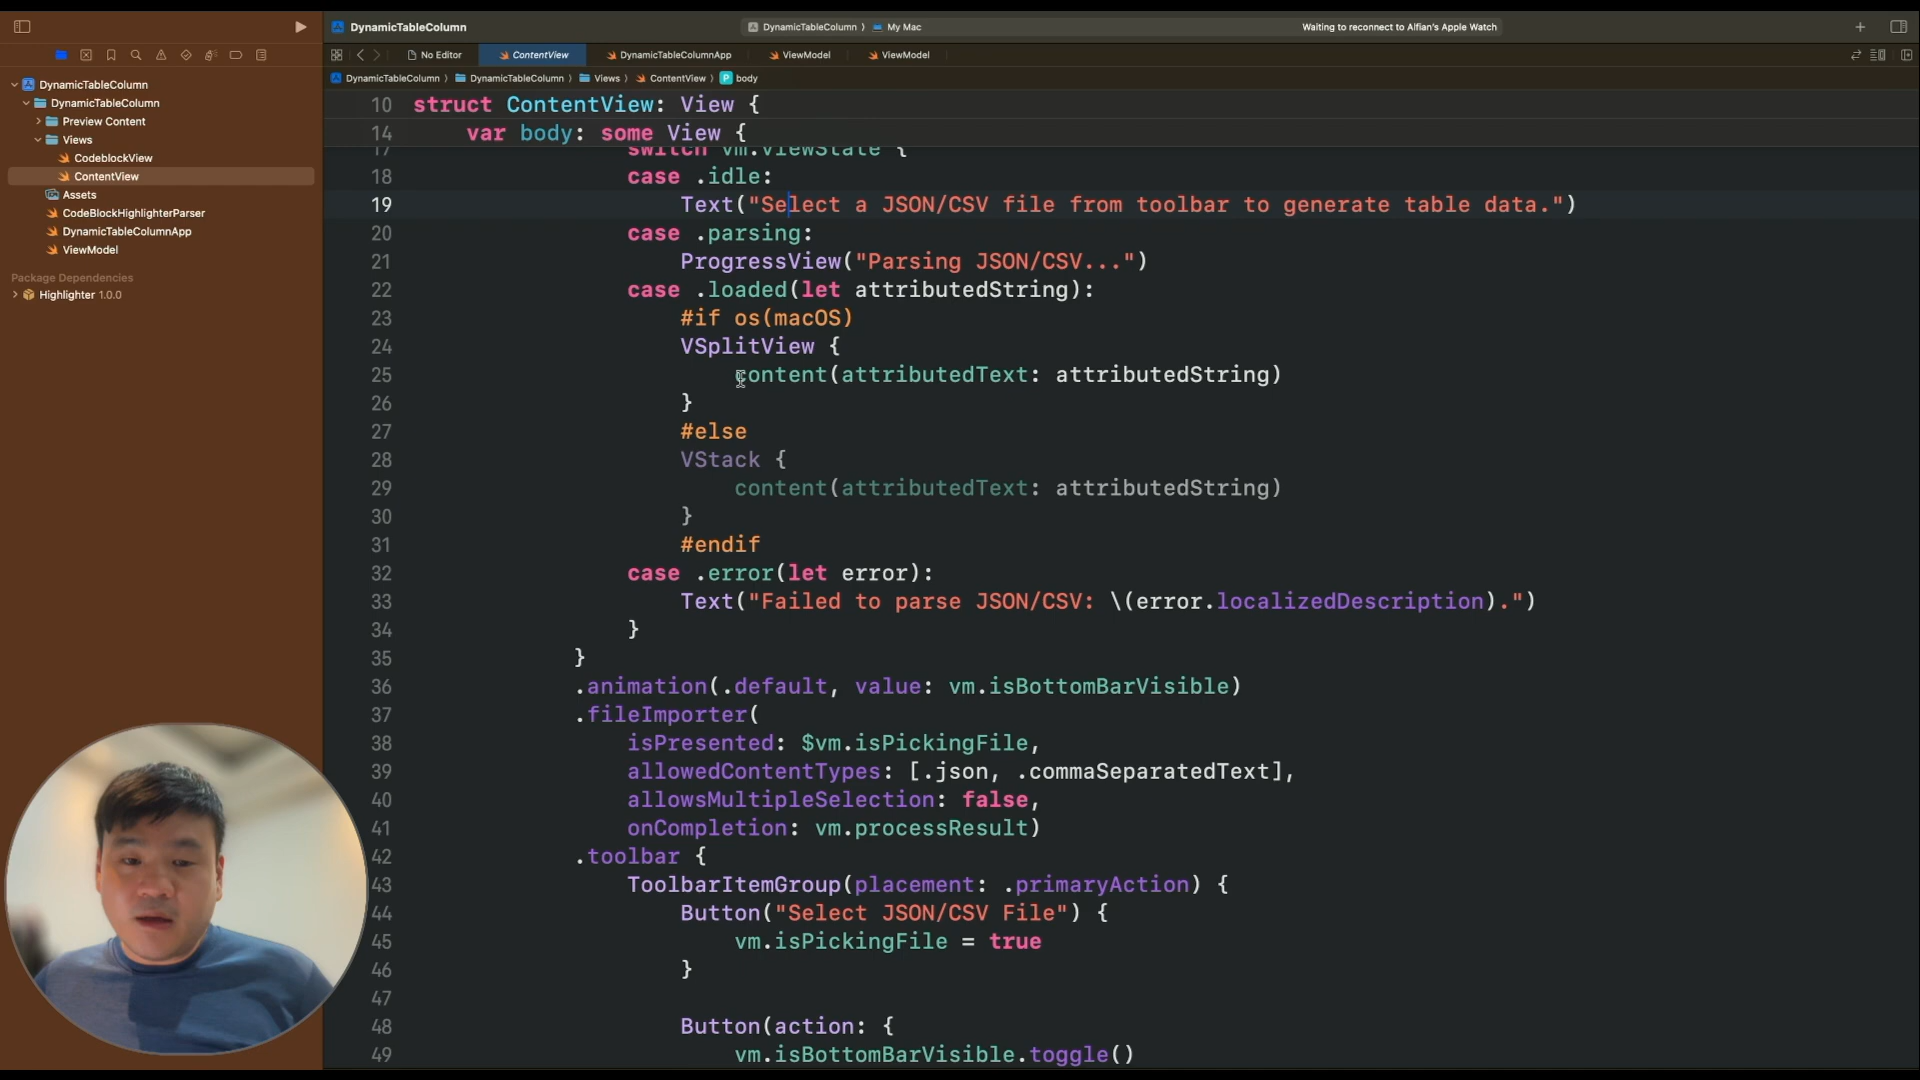 DynamicTableColumn
DynamicTableColumn 〉 My Mac
Waiting to reconnect to Alfian's Apple Watch
No Editor
ContentView
DynamicTableColumnApp
ViewModel
ViewModel
DynamicTableColumn 〉 DynamicTableColumn 〉 Views 〉 ContentView 〉 P body
DynamicTableColumn
DynamicTableColumn
Preview Content
Views
CodeblockView
ContentView
Assets
CodeBlockHighlighterParser
DynamicTableColumnApp
ViewModel
Package Dependencies
Highlighter 1.0.0
10 struct ContentView: View {
14 var body: some View {
17 switch vm.viewState {
18 case .idle:
19 Text("Select a JSON/CSV file from toolbar to generate table data.")
20 case .parsing:
21 ProgressView("Parsing JSON/CSV...")
22 case .loaded(let attributedString):
23 #if os(macOS)
24 VSplitView {
25 content(attributedText: attributedString)
26 }
27 #else
28 VStack {
29 content(attributedText: attributedString)
30 }
31 #endif
32 case .error(let error):
33 Text("Failed to parse JSON/CSV: \(error.localizedDescription).")
34 }
35 }
36 .animation(.default, value: vm.isBottomBarVisible)
37 .fileImporter(
38 isPresented: $vm.isPickingFile,
39 allowedContentTypes: [.json, .commaSeparatedText],
40 allowsMultipleSelection: false,
41 onCompletion: vm.processResult)
42 .toolbar {
43 ToolbarItemGroup(placement: .primaryAction) {
44 Button("Select JSON/CSV File") {
45 vm.isPickingFile = true
46 }
47
48 Button(action: {
49 vm.isBottomBarVisible.toggle()